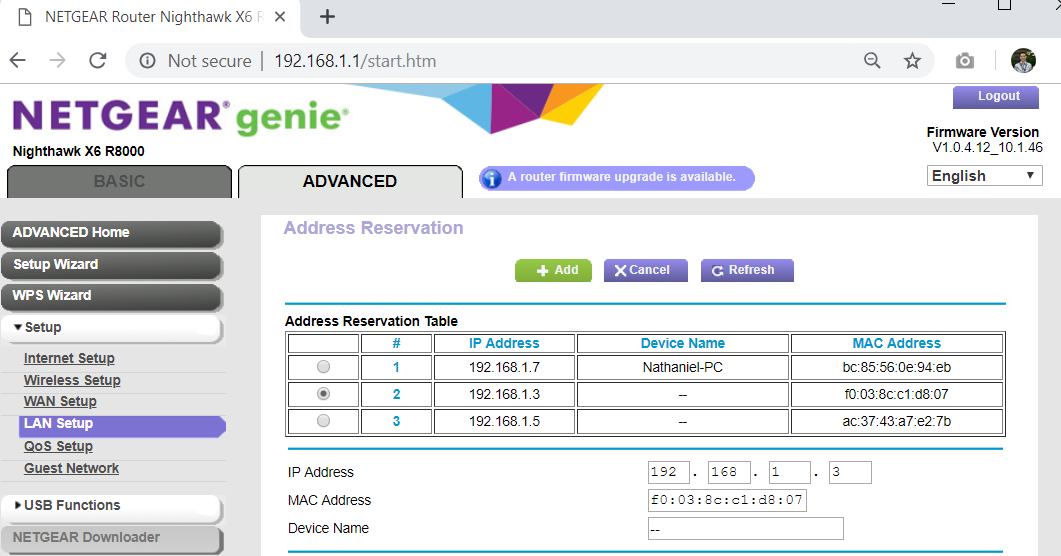 NETGEAR Router Nighthawk X6 R
Not secure | 192.168.1.1/start.htm
NETGEAR® genie®
Logout
Nighthawk X6 R8000
Firmware Version
V1.0.4.12_10.1.46
BASIC
ADVANCED
A router firmware upgrade is available.
English
ADVANCED Home
Setup Wizard
WPS Wizard
Setup
Internet Setup
Wireless Setup
WAN Setup
LAN Setup
QoS Setup
Guest Network
USB Functions
NETGEAR Downloader
Address Reservation
Add Cancel Refresh
Address Reservation Table
# IP Address Device Name MAC Address
1 192.168.1.7 Nathaniel-PC bc:85:56:0e:94:eb
2 192.168.1.3 -- f0:03:8c:c1:d8:07
3 192.168.1.5 -- ac:37:43:a7:e2:7b
IP Address 192 . 168 . 1 . 3
MAC Address f0:03:8c:c1:d8:07
Device Name --